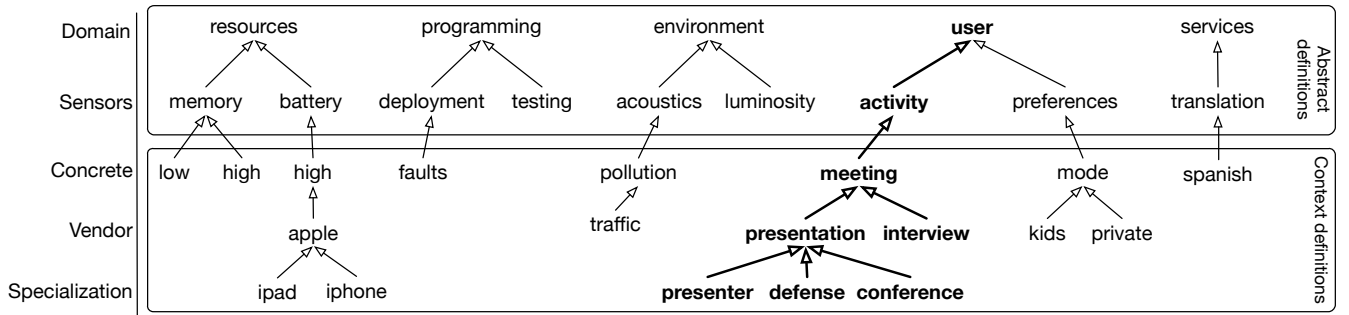 Domain resources programming environment user services
Sensors memory battery deployment testing acoustics luminosity activity preferences translation
Abstract
definitions
Concrete low high high faults pollution meeting mode spanish
traffic
Vendor apple presentation interview kids private
Specialization ipad iphone presenter defense conference
Context definitions